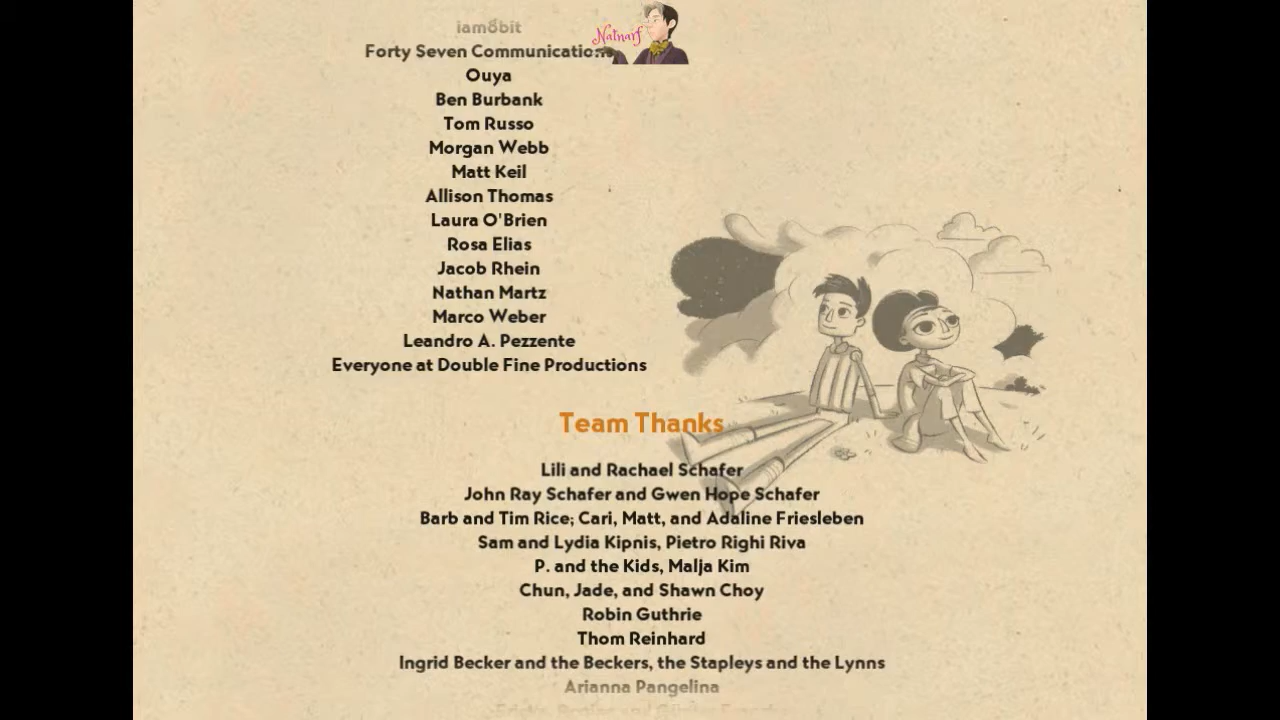 iam8bit
Natnarf
Forty Seven Communications
Ouya
Ben Burbank
Tom Russo
Morgan Webb
Matt Keil
Allison Thomas
Laura O'Brien
Rosa Elias
Jacob Rhein
Nathan Martz
Marco Weber
Leandro A. Pezzente
Everyone at Double Fine Productions
Team Thanks
Lili and Rachael Schafer
John Ray Schafer and Gwen Hope Schafer
Barb and Tim Rice; Cari, Matt, and Adaline Friesleben
Sam and Lydia Kipnis, Pietro Righi Riva
P. and the Kids, Malja Kim
Chun, Jade, and Shawn Choy
Robin Guthrie
Thom Reinhard
Ingrid Becker and the Beckers, the Stapleys and the Lynns
Arianna Pangelina